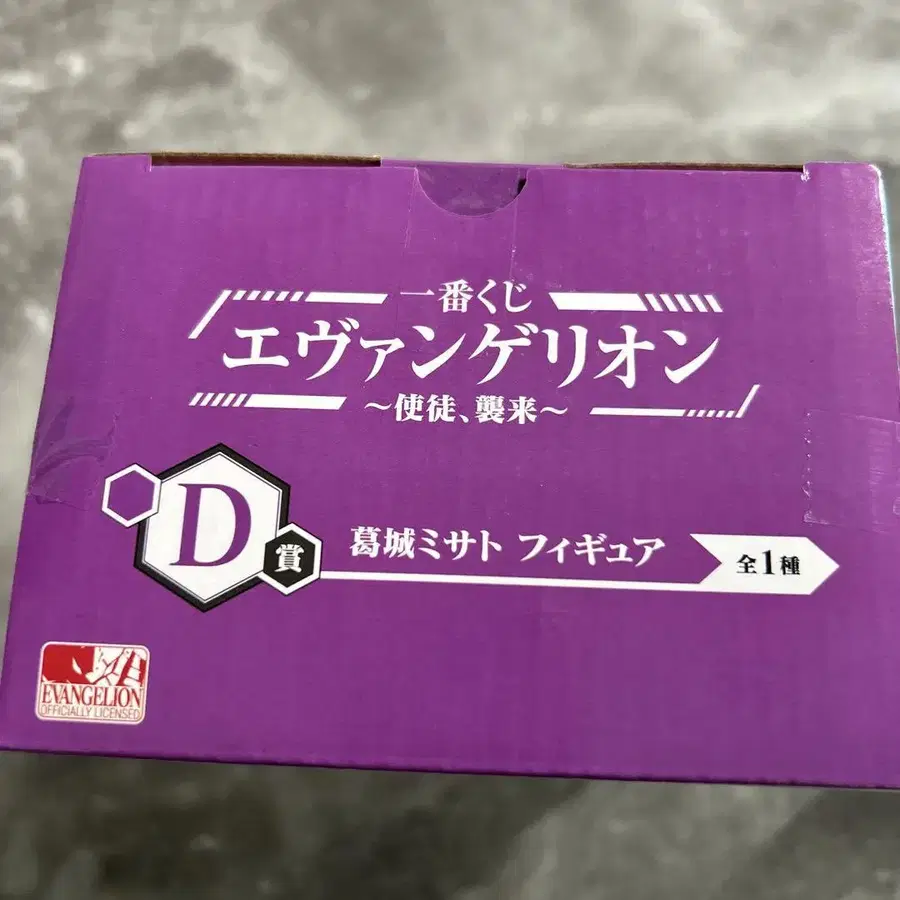 一番くじ
エヴァンゲリオン
～使徒、襲来～
D賞
葛城ミサト フィギュア
全1種
EVANGELION
OFFICIALLY LICENSED